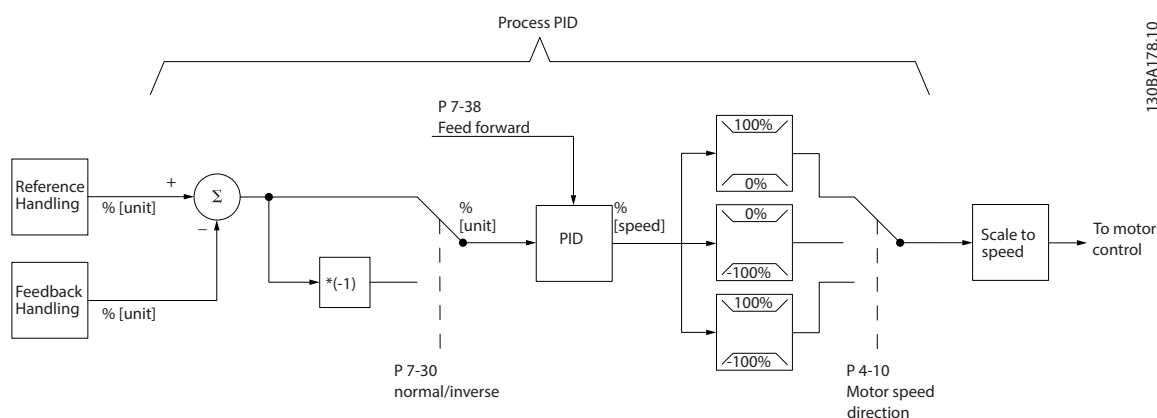 Process PID
130BA178.10
P 7-38
Feed forward
100%
0%
Reference
Handling
+
% [unit]
Σ
_
%
[unit]
PID
%
[speed]
0%
-100%
Scale to
speed
To motor
control
Feedback
Handling
% [unit]
*(-1)
100%
-100%
P 7-30
normal/inverse
P 4-10
Motor speed
direction